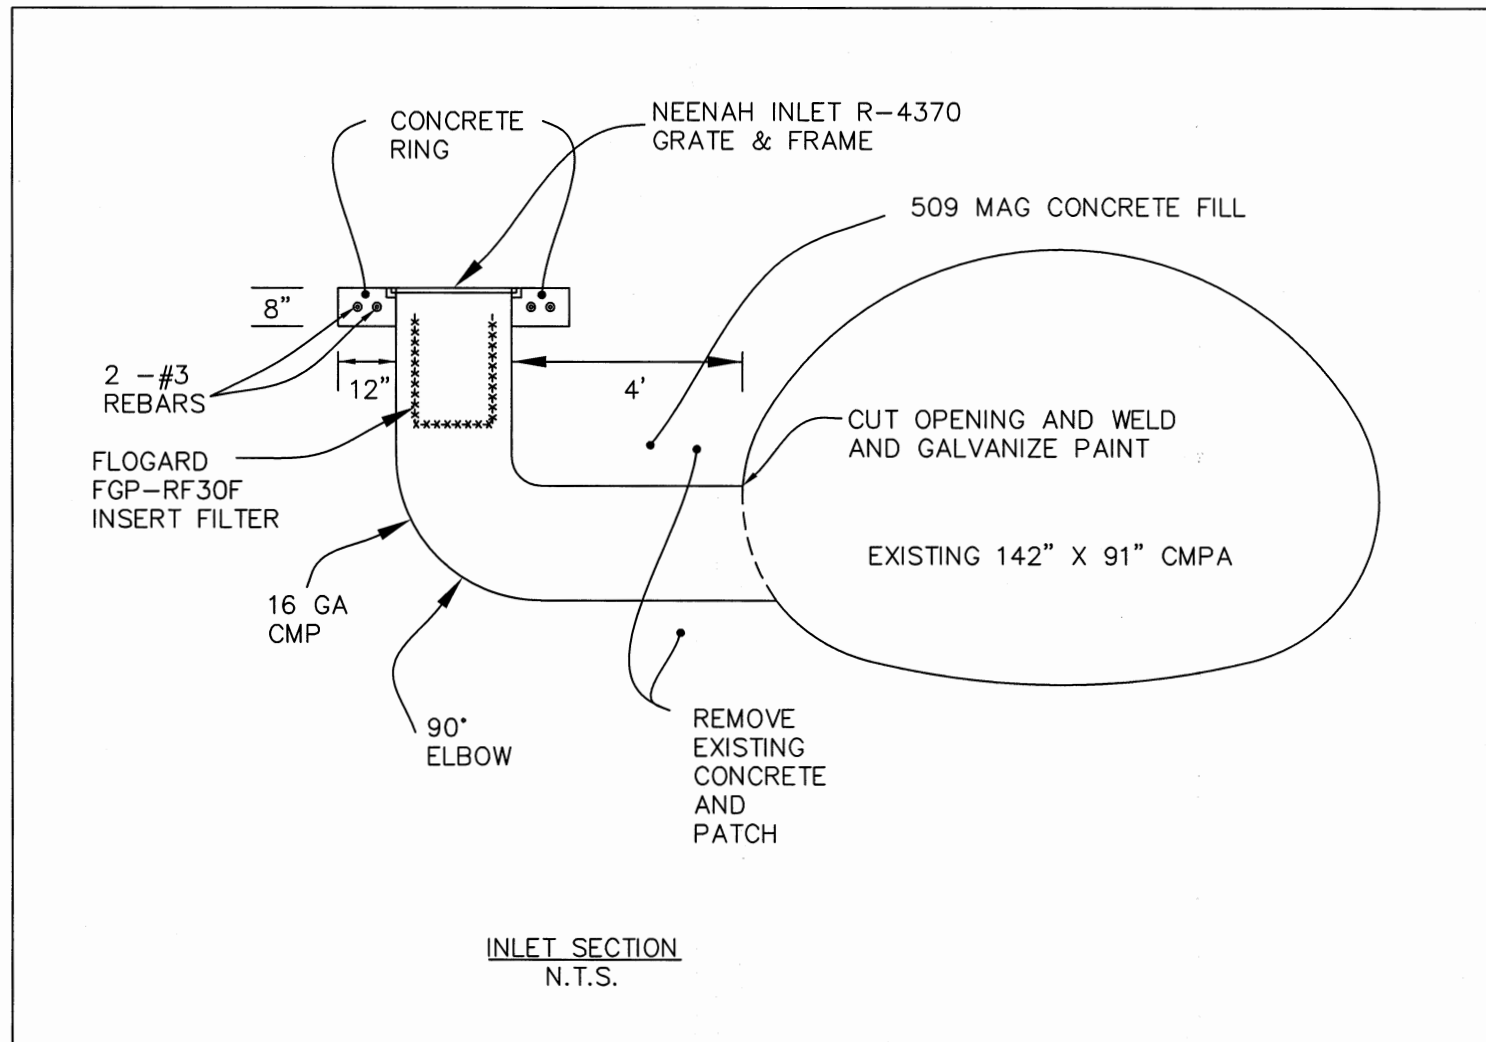 CONCRETE
RING
NEENAH INLET R-4370
GRATE & FRAME
509 MAG CONCRETE FILL
8"
12"
4'
2 -#3
REBARS
CUT OPENING AND WELD
AND GALVANIZE PAINT
FLOGARD
FGP-RF30F
INSERT FILTER
EXISTING 142" X 91" CMPA
16 GA
CMP
90°
ELBOW
REMOVE
EXISTING
CONCRETE
AND
PATCH
INLET SECTION
N.T.S.